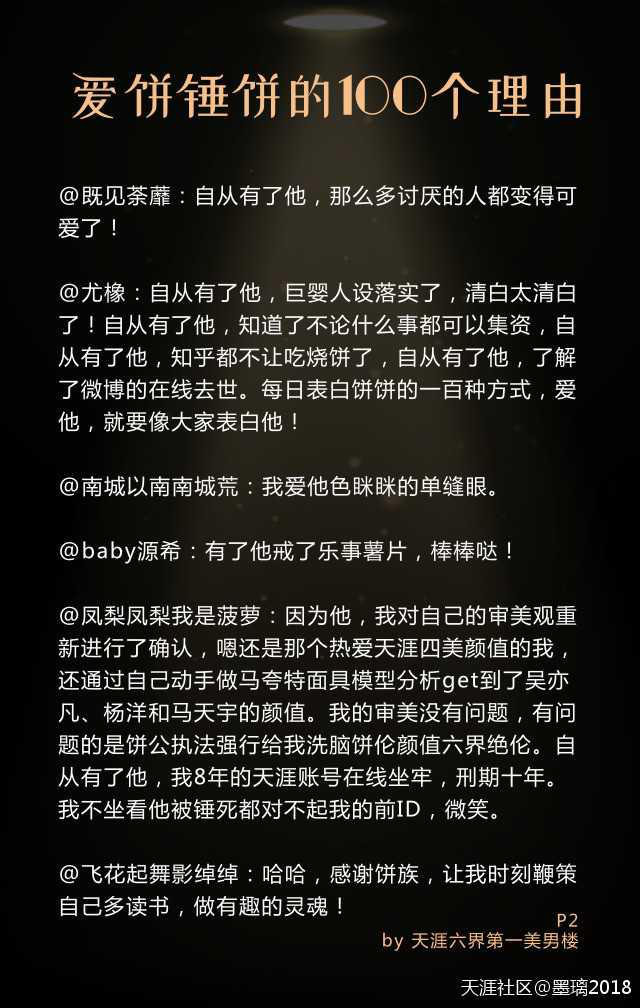 爱饼锤饼的100个理由
@既见荼蘼：自从有了他，那么多讨厌的人都变得可
爱了！
@尤橡：自从有了他，巨婴人设落实了，清白太清白
了！自从有了他，知道了不论什么事都可以集资，自
从有了他，知乎都不让吃烧饼了，自从有了他，了解
了微博的在线去世。每日表白饼饼的一百种方式，爱
他，就要像大家表白他！
@南城以南南城荒：我爱他色眯眯的单缝眼。
@baby源希：有了他戒了乐事薯片，棒棒哒！
@凤梨凤梨我是菠萝：因为他，我对自己的审美观重
新进行了确认，嗯还是那个热爱天涯四美颜值的我，
还通过自己动手做马夸特面具模型分析get到了吴亦
凡、杨洋和马天宇的颜值。我的审美没有问题，有问
题的是饼公执法强行给我洗脑饼伦颜值六界绝伦。自
从有了他，我8年的天涯账号在线坐牢，刑期十年。
我不坐看他被锤死都对不起我的前ID，微笑。
@飞花起舞影绰绰：哈哈，感谢饼族，让我时刻鞭策
自己多读书，做有趣的灵魂！
P2
by 天涯六界第一美男楼
天涯社区@墨璃2018